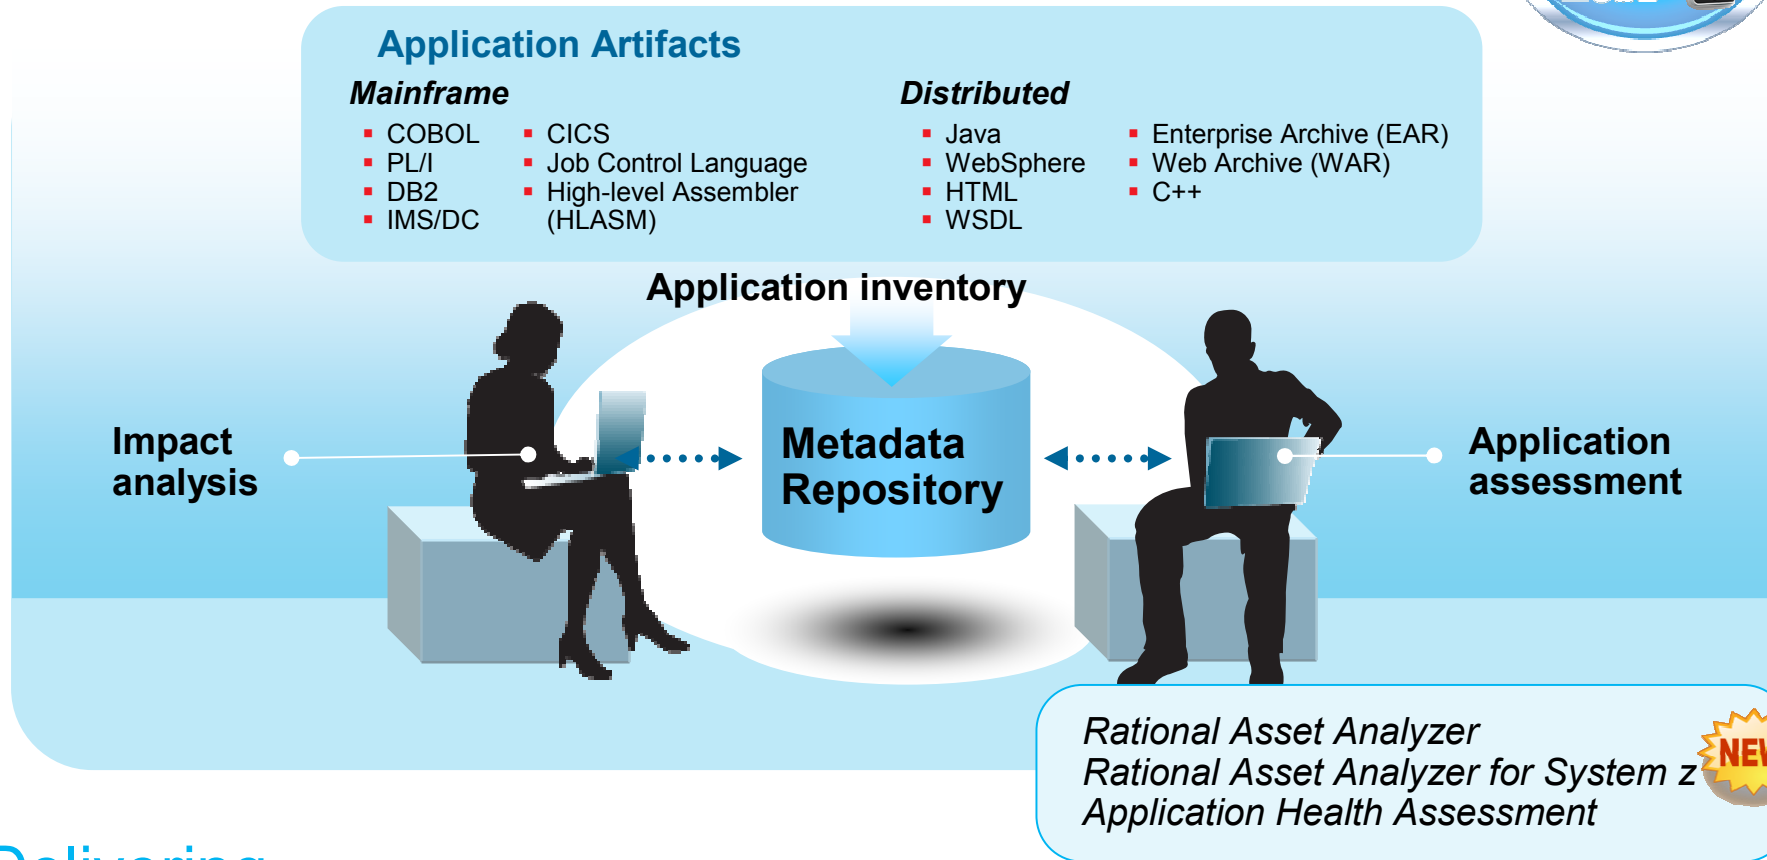 Application Artifacts
Mainframe
COBOL
PL/I
DB2
IMS/DC
CICS
Job Control Language
High-level Assembler
(HLASM)
Distributed
Java
WebSphere
HTML
WSDL
Enterprise Archive (EAR)
Web Archive (WAR)
C++
Application inventory
Impact
analysis
Metadata
Repository
Application
assessment
Rational Asset Analyzer
Rational Asset Analyzer for System z
Application Health Assessment
NEW
Delivering